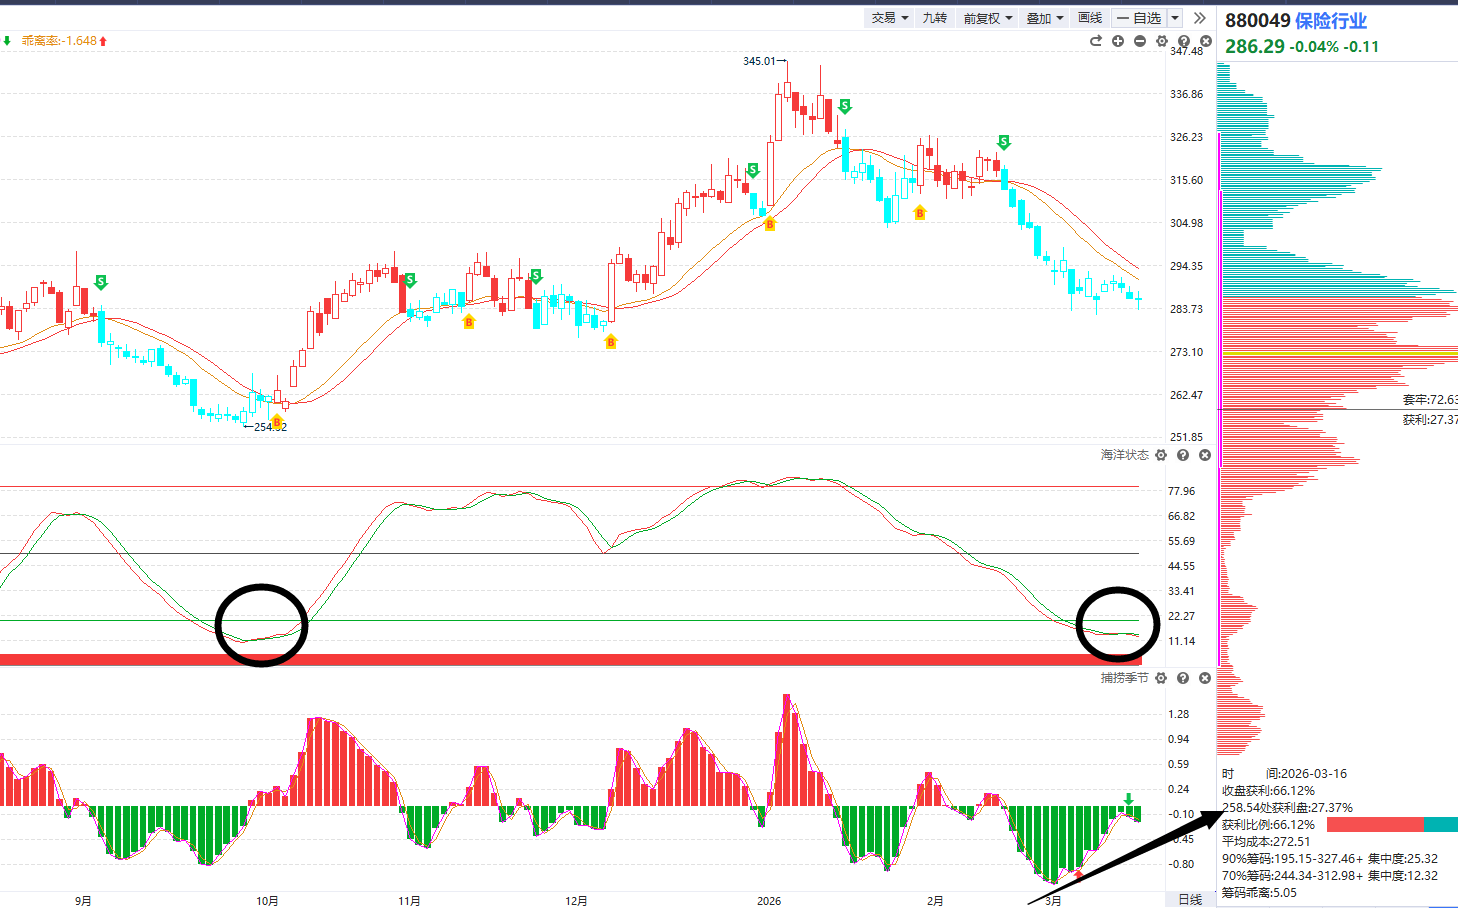 交易 九转 前复权 叠加 画线 一 自选
880049 保险行业
286.29 -0.04% -0.11
乖离率:-1.648
347.48
345.01
336.86
S
326.23
S
S
315.60
B
B
304.98
294.35
S
S
S
283.73
B
B
273.10
262.47
套牢:72.63
获利:27.37
B
251.85
海洋状态
77.96
66.82
55.69
44.55
33.41
22.27
11.14
捕捞季节
1.28
0.94
0.59
0.24
-0.10
-0.45
-0.80
时 间:2026-03-16
收盘获利:66.12%
258.54处获利盘:27.37%
获利比例:66.12%
平均成本:272.51
90%筹码:195.15-327.46+ 集中度:25.32
70%筹码:244.34-312.98+ 集中度:12.32
筹码乖离:5.05
9月 10月 11月 12月 2026 2月 3月 日线